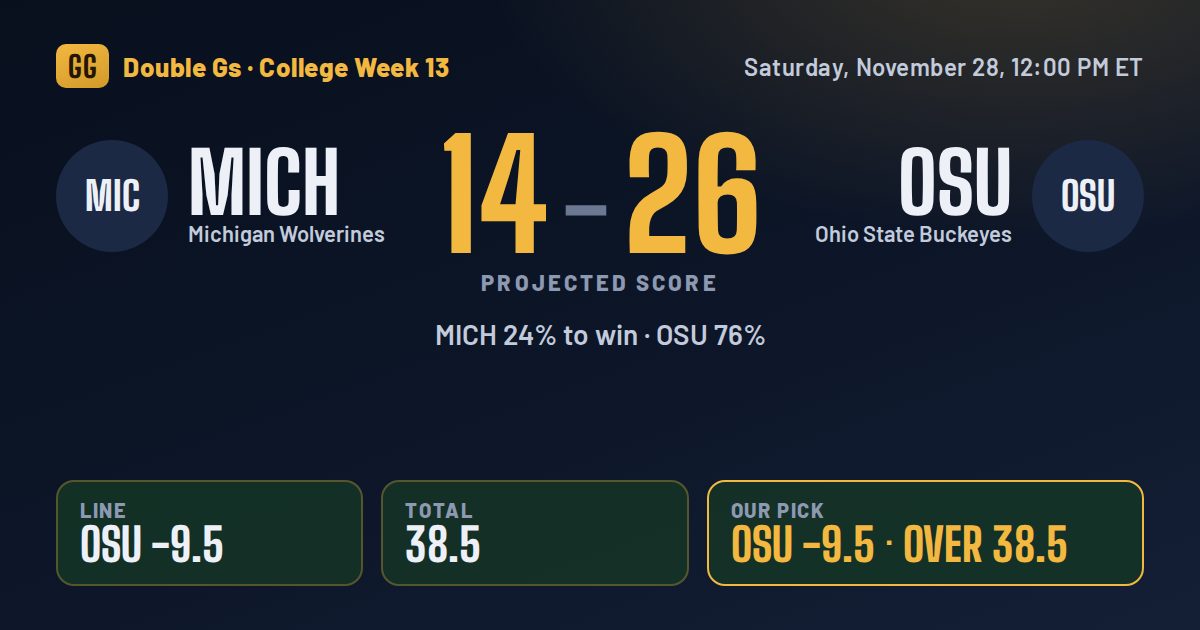 GG Double Gs · College Week 13
Saturday, November 28, 12:00 PM ET
MIC
MICH
Michigan Wolverines
14 – 26
PROJECTED SCORE
MICH 24% to win · OSU 76%
OSU
Ohio State Buckeyes
OSU
LINE
OSU −9.5
TOTAL
38.5
OUR PICK
OSU −9.5 · OVER 38.5